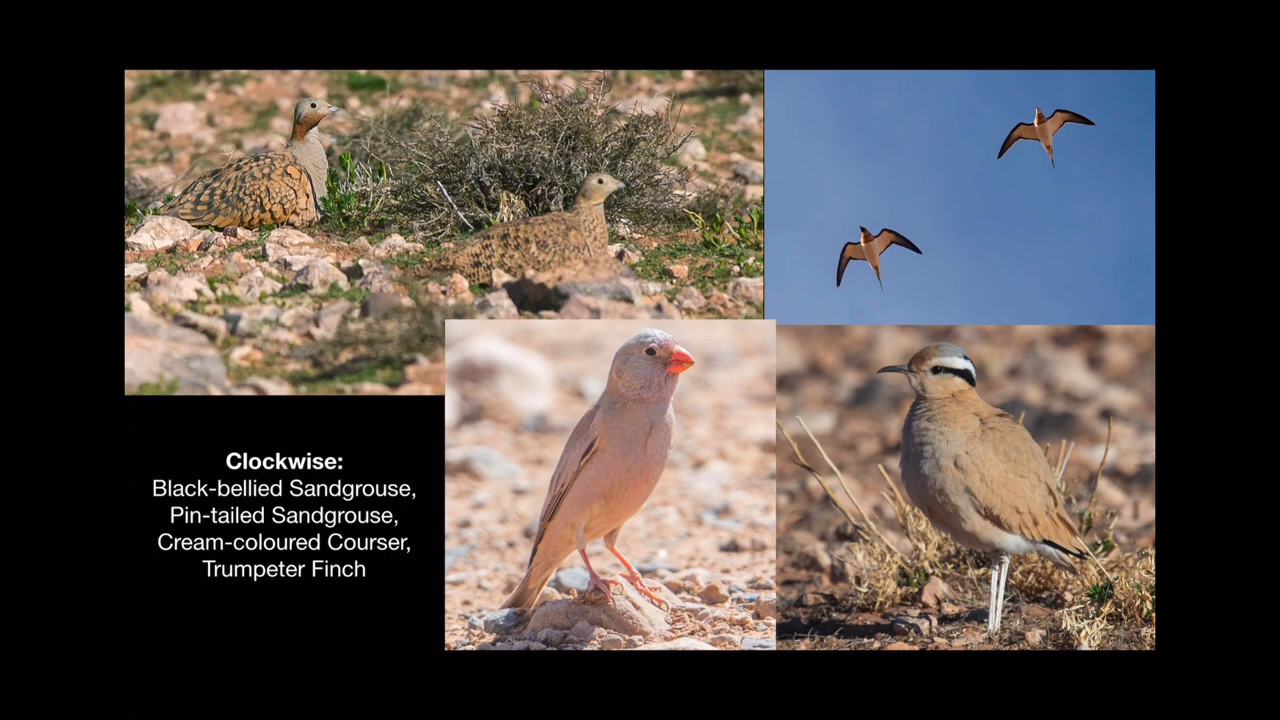 Clockwise:
Black-bellied Sandgrouse,
Pin-tailed Sandgrouse,
Cream-coloured Courser,
Trumpeter Finch